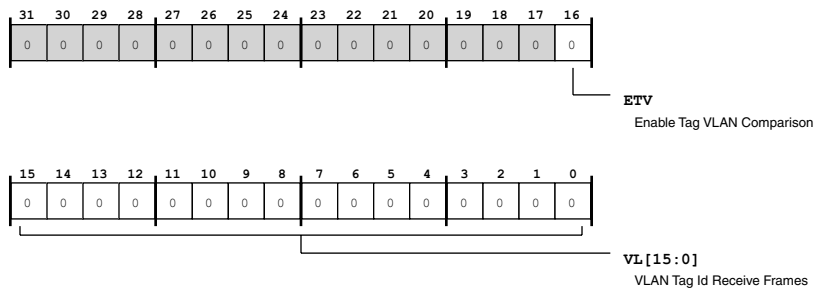 31 30 29 28 27 26 25 24 23 22 21 20 19 18 17 16
0 0 0 0 0 0 0 0 0 0 0 0 0 0 0 0
ETV
Enable Tag VLAN Comparison
15 14 13 12 11 10 9 8 7 6 5 4 3 2 1 0
0 0 0 0 0 0 0 0 0 0 0 0 0 0 0 0
VL[15:0]
VLAN Tag Id Receive Frames